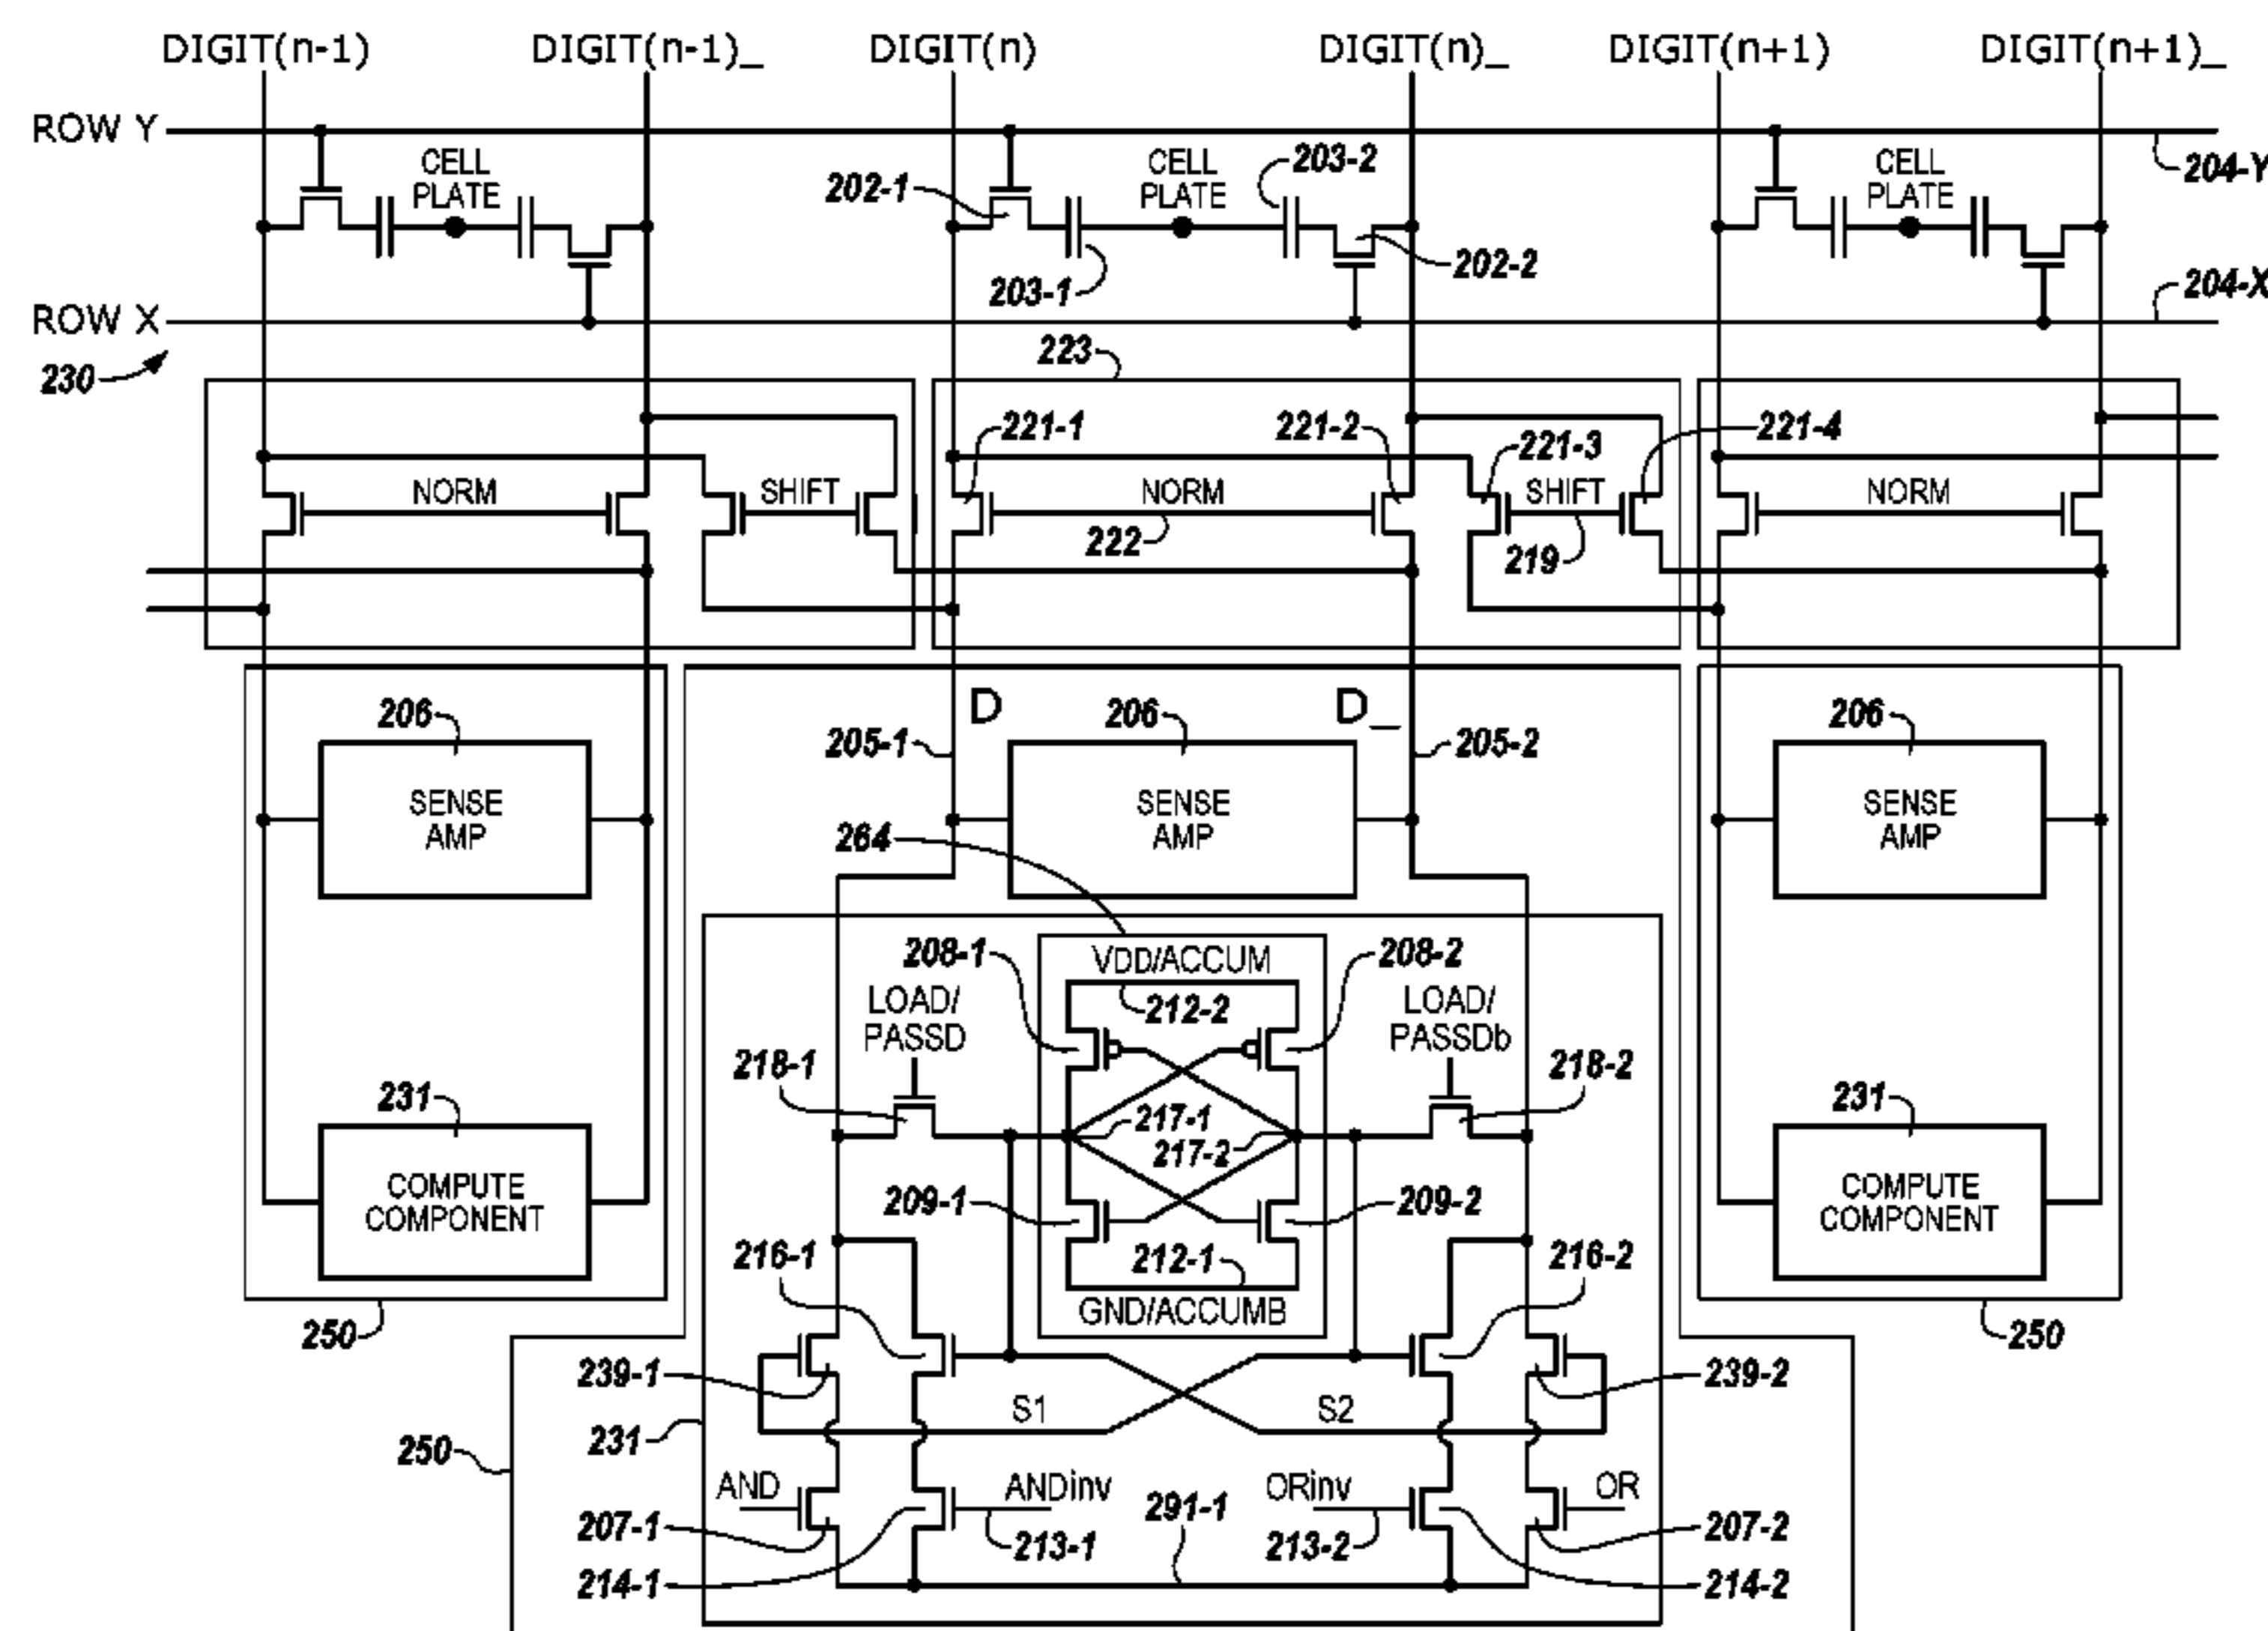 DIGIT(n-1) DIGIT(n-1)_ DIGIT(n) DIGIT(n)_ DIGIT(n+1) DIGIT(n+1)_
ROW Y
CELL PLATE
202-1
CELL PLATE
203-2
CELL PLATE
204-Y
203-1
202-2
204-X
ROW X
230
223
221-1
221-2
221-3
221-4
NORM
SHIFT
NORM
SHIFT
NORM
222
219
D
D_
206
205-1
206
205-2
206
SENSE AMP
SENSE AMP
SENSE AMP
264
208-1
VDD/ACCUM
208-2
LOAD/
PASSD
212-2
LOAD/
PASSDb
218-1
218-2
231
217-1
217-2
231
COMPUTE
COMPONENT
209-1
209-2
COMPUTE
COMPONENT
216-1
212-1
216-2
GND/ACCUMB
250
250
239-1
239-2
S1
S2
231
250
AND
ANDinv
ORinv
OR
291-1
207-1
213-1
213-2
207-2
214-1
214-2